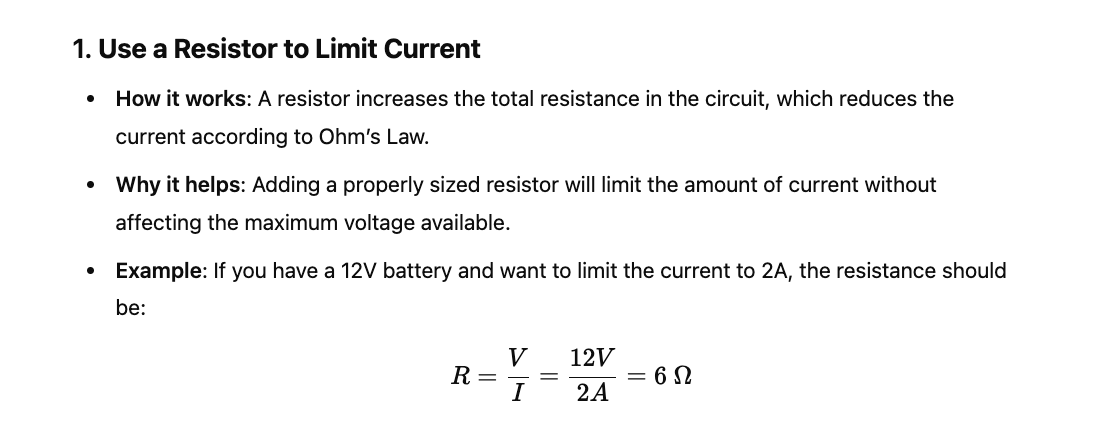 1. Use a Resistor to Limit Current
• How it works: A resistor increases the total resistance in the circuit, which reduces the
current according to Ohm’s Law.
• Why it helps: Adding a properly sized resistor will limit the amount of current without
affecting the maximum voltage available.
• Example: If you have a 12V battery and want to limit the current to 2A, the resistance should
be:
R = V/I = 12V/2A = 6 Ω